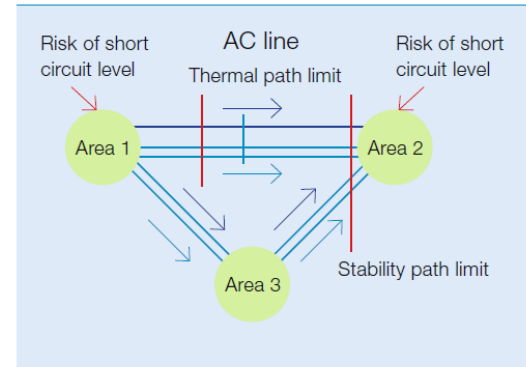 Risk of short
circuit level
AC line
Thermal path limit
Risk of short
circuit level
Area 1
Area 2
Area 3
Stability path limit